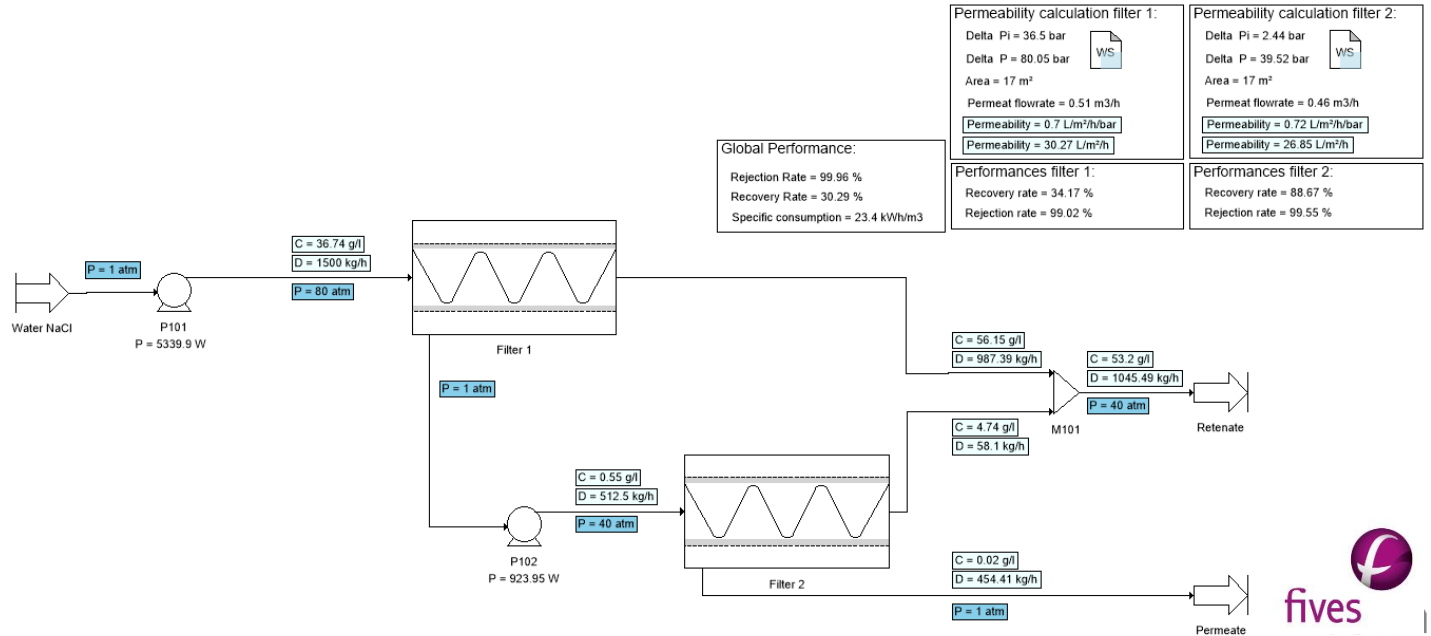 Permeability calculation filter 1:
Delta Pi = 36.5 bar
Delta P = 80.05 bar
Area = 17 m²
Permeat flowrate = 0.51 m3/h
Permeability = 0.7 L/m²/h/bar
Permeability = 30.27 L/m²/h
WS
Permeability calculation filter 2:
Delta Pi = 2.44 bar
Delta P = 39.52 bar
Area = 17 m²
Permeat flowrate = 0.46 m3/h
Permeability = 0.72 L/m²/h/bar
Permeability = 26.85 L/m²/h
WS
Global Performance:
Rejection Rate = 99.96 %
Recovery Rate = 30.29 %
Specific consumption = 23.4 kWh/m3
Performances filter 1:
Recovery rate = 34.17 %
Rejection rate = 99.02 %
Performances filter 2:
Recovery rate = 88.67 %
Rejection rate = 99.55 %
Water NaCl
P = 1 atm
P101
P = 5339.9 W
C = 36.74 g/l
D = 1500 kg/h
P = 80 atm
Filter 1
P = 1 atm
P102
P = 923.95 W
C = 0.55 g/l
D = 512.5 kg/h
P = 40 atm
Filter 2
C = 56.15 g/l
D = 987.39 kg/h
C = 4.74 g/l
D = 58.1 kg/h
M101
C = 53.2 g/l
D = 1045.49 kg/h
P = 40 atm
Retenate
C = 0.02 g/l
D = 454.41 kg/h
P = 1 atm
Permeate
fives